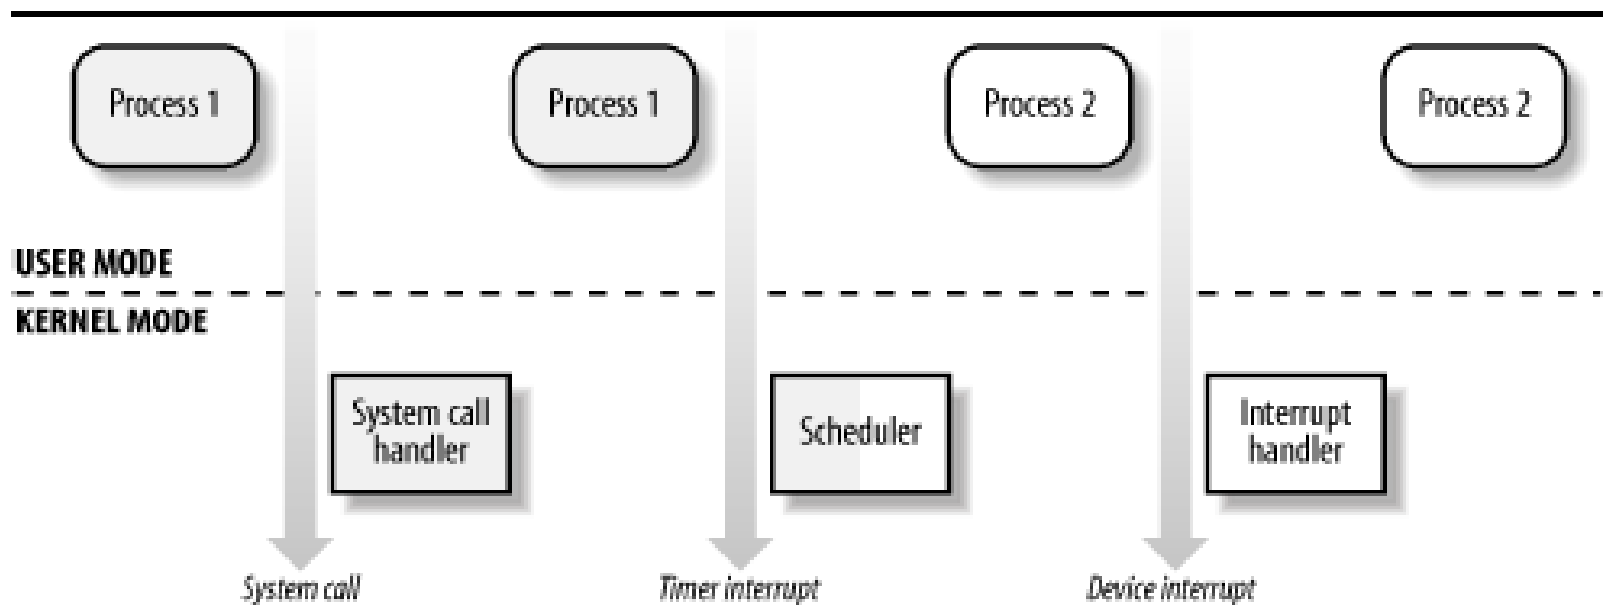 Process 1
Process 1
Process 2
Process 2
USER MODE
KERNEL MODE
System call
handler
Scheduler
Interrupt
handler
System call
Timer interrupt
Device interrupt